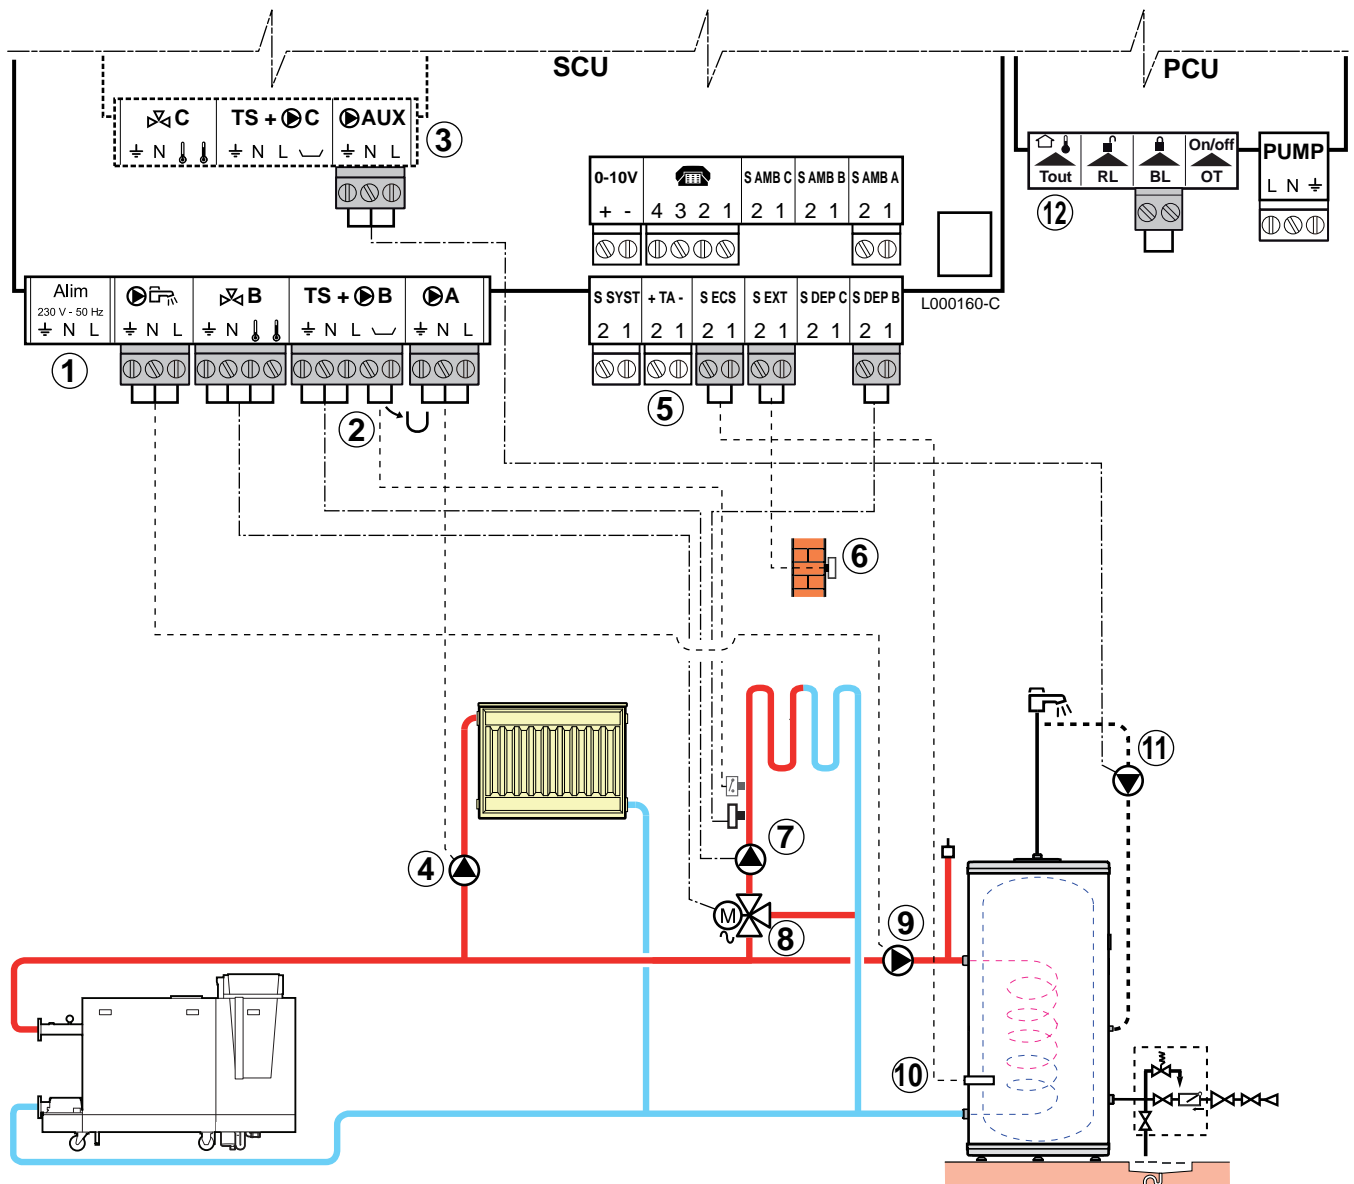 SCU
PCU
C
TS + C
AUX
3
N
N L
N L
0-10V
S AMB C
S AMB B
S AMB A
+ -
4 3 2 1
2 1
2 1
2 1
On/off
Tout
RL
BL
OT
12
PUMP
L N
Alim
230 V - 50 Hz
N L
1
N L
B
N
TS + B
N L
2
A
N L
S SYST
+ TA -
S ECS
S EXT
S DEP C
S DEP B
2 1
2 1
2 1
2 1
2 1
2 1
L000160-C
5
6
11
7
4
M
8
9
10